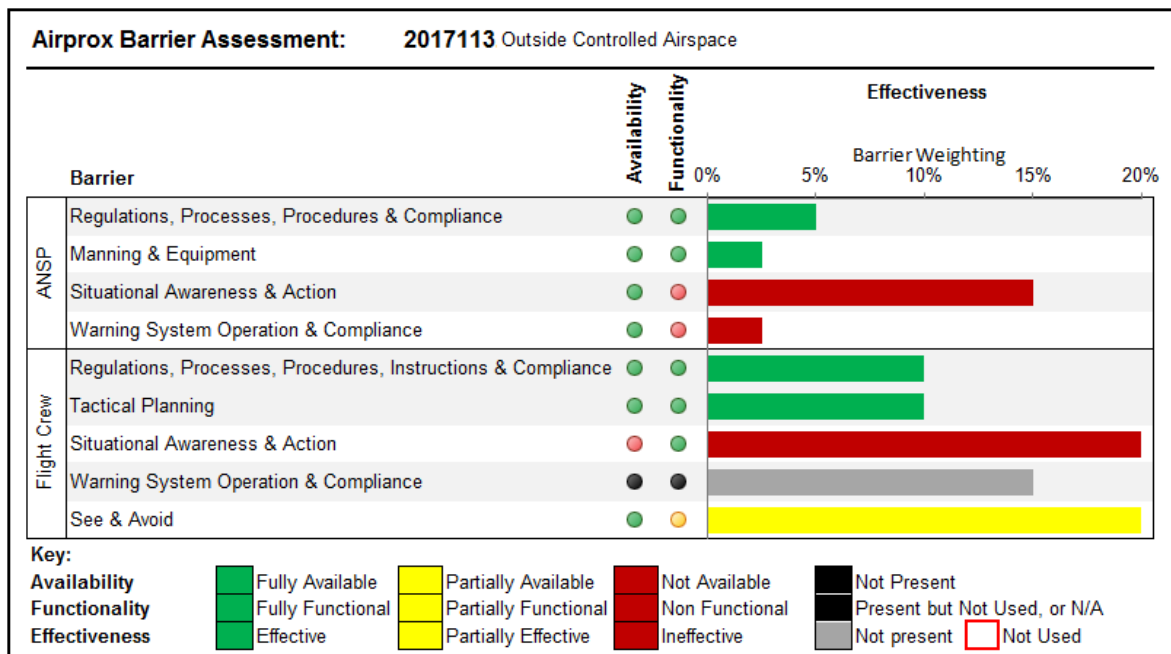 Airprox Barrier Assessment: 2017113 Outside Controlled Airspace
Availability
Functionality
Effectiveness
Barrier Weighting
Barrier
0% 5% 10% 15% 20%
ANSP
Regulations, Processes, Procedures & Compliance
Manning & Equipment
Situational Awareness & Action
Warning System Operation & Compliance
Flight Crew
Regulations, Processes, Procedures, Instructions & Compliance
Tactical Planning
Situational Awareness & Action
Warning System Operation & Compliance
See & Avoid
Key:
Availability Fully Available Partially Available Not Available Not Present
Functionality Fully Functional Partially Functional Non Functional Present but Not Used, or N/A
Effectiveness Effective Partially Effective Ineffective Not present Not Used